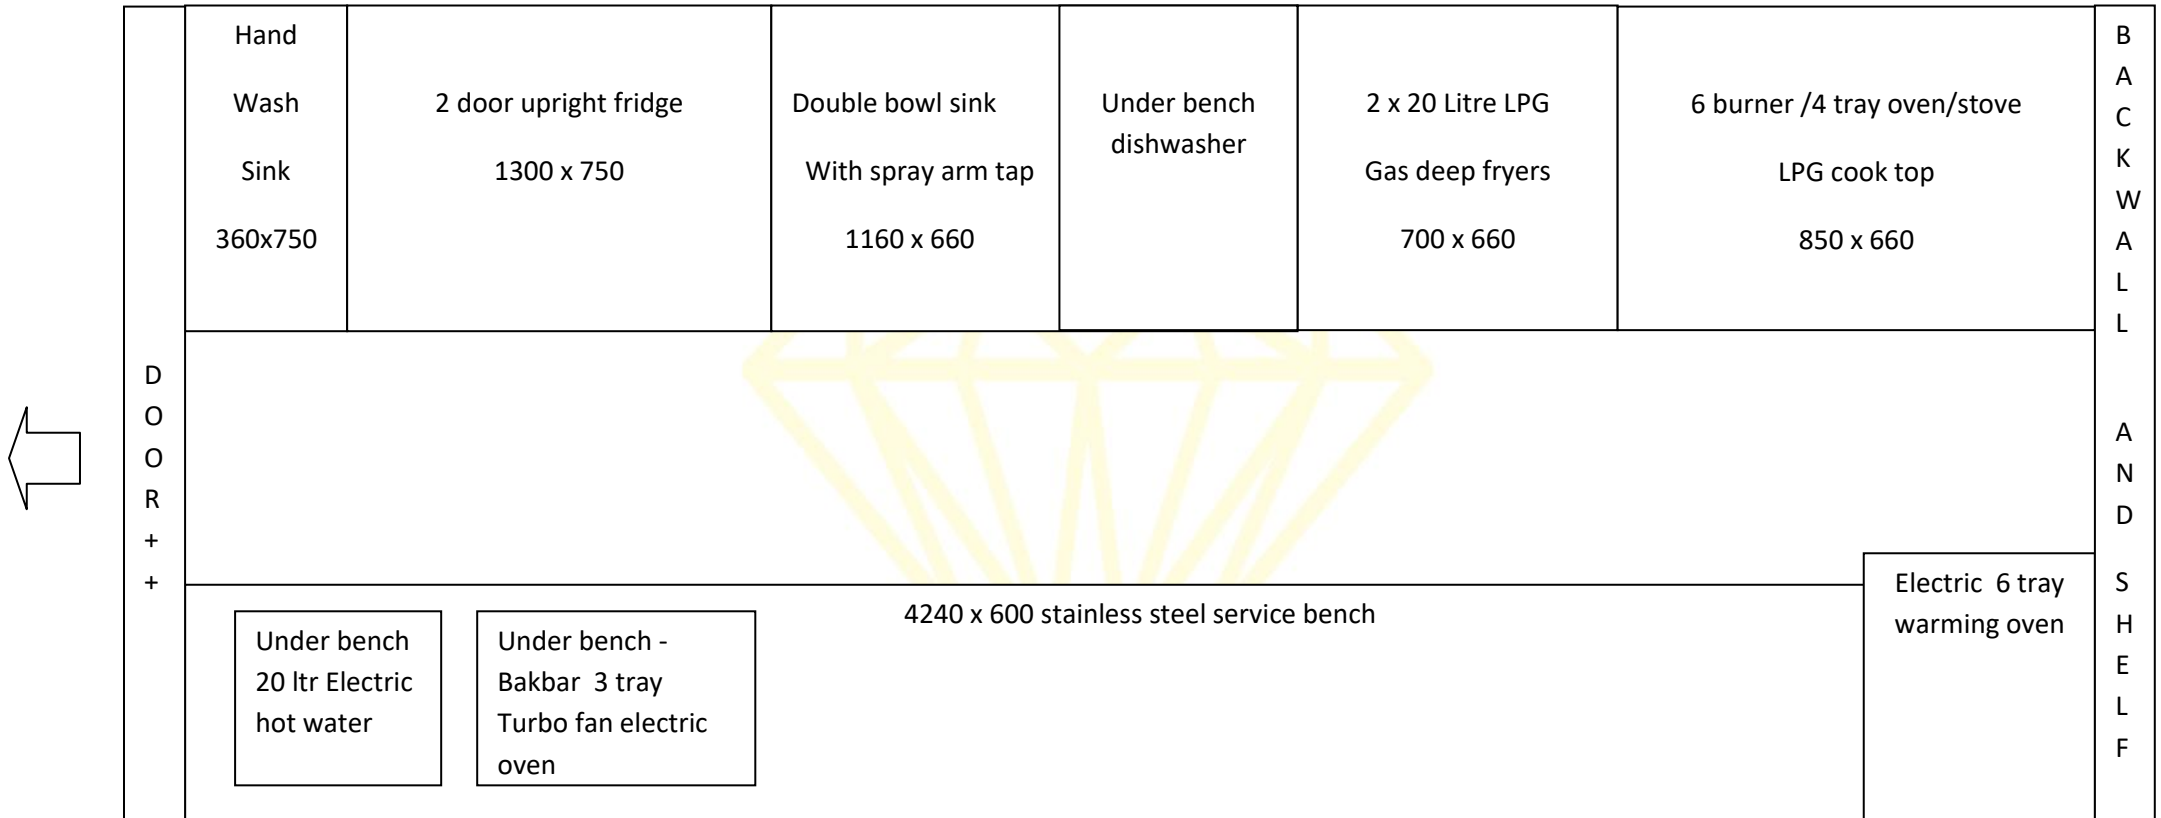 Hand
Wash
Sink
360x750
2 door upright fridge
1300 x 750
Double bowl sink
With spray arm tap
1160 x 660
Under bench
dishwasher
2 x 20 Litre LPG
Gas deep fryers
700 x 660
6 burner /4 tray oven/stove
LPG cook top
850 x 660
B
A
C
K
W
A
L
L
A
N
D
S
H
E
L
F
D
O
O
R
+
+
4240 x 600 stainless steel service bench
Under bench
20 ltr Electric
hot water
Under bench -
Bakbar 3 tray
Turbo fan electric
oven
Electric 6 tray
warming oven